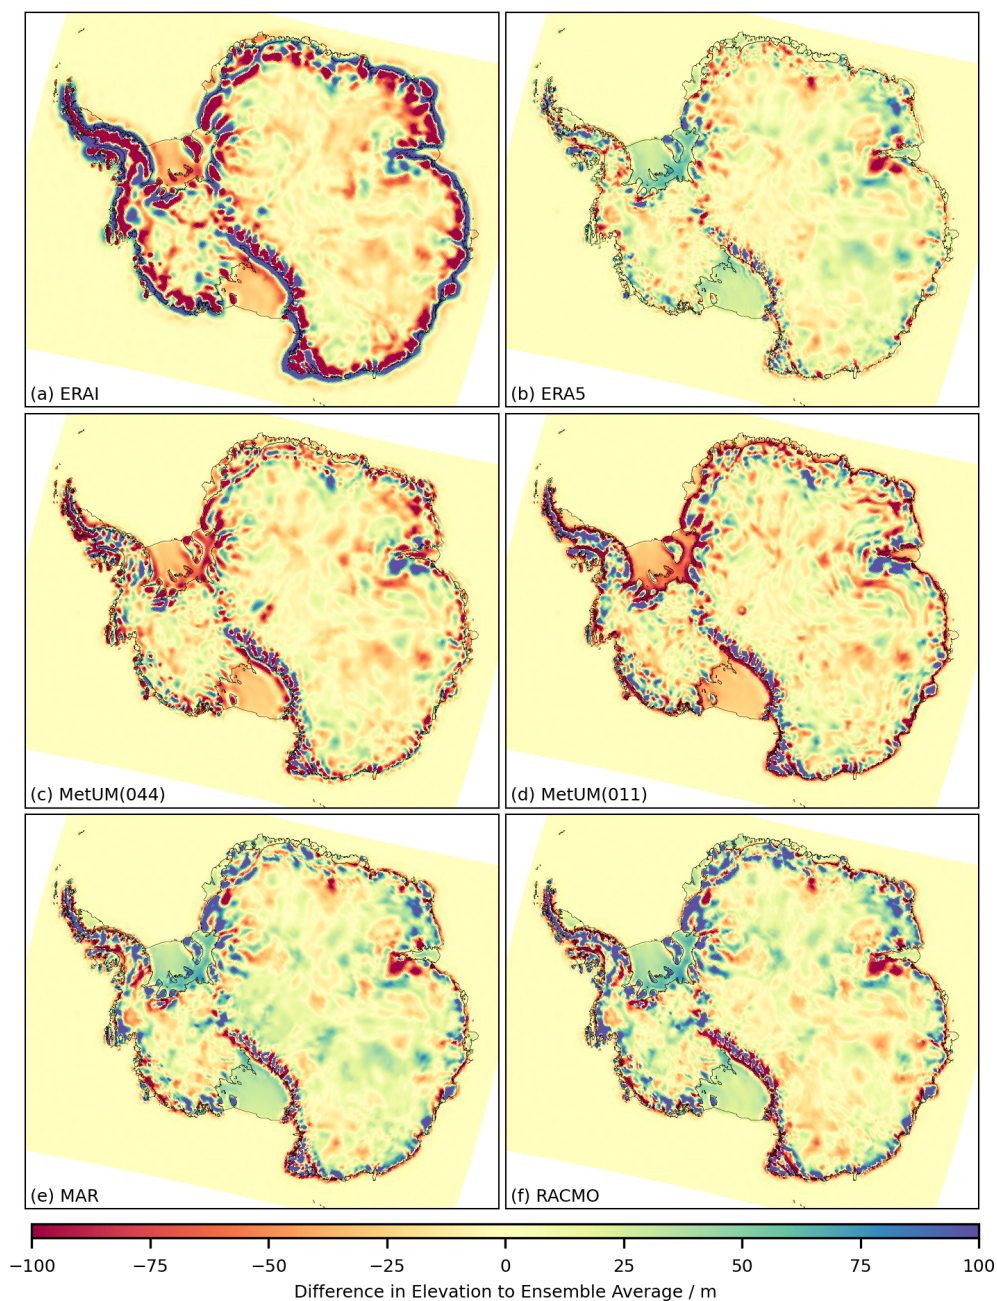 (a) ERAI
(b) ERA5
(c) MetUM(044)
(d) MetUM(011)
(e) MAR
(f) RACMO
−100 −75 −50 −25 0 25 50 75 100
Difference in Elevation to Ensemble Average / m